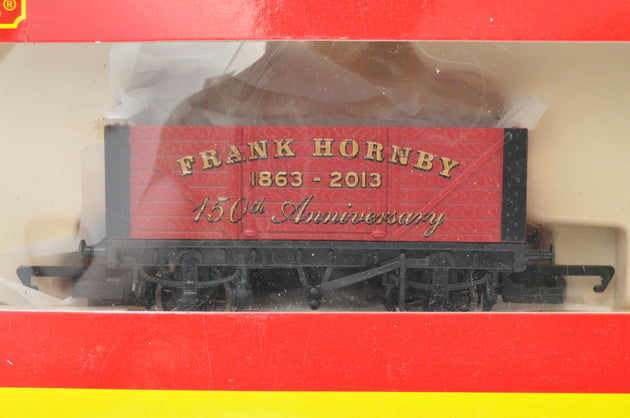 FRANK HORNBY
1863 - 2013
150th Anniversary
®